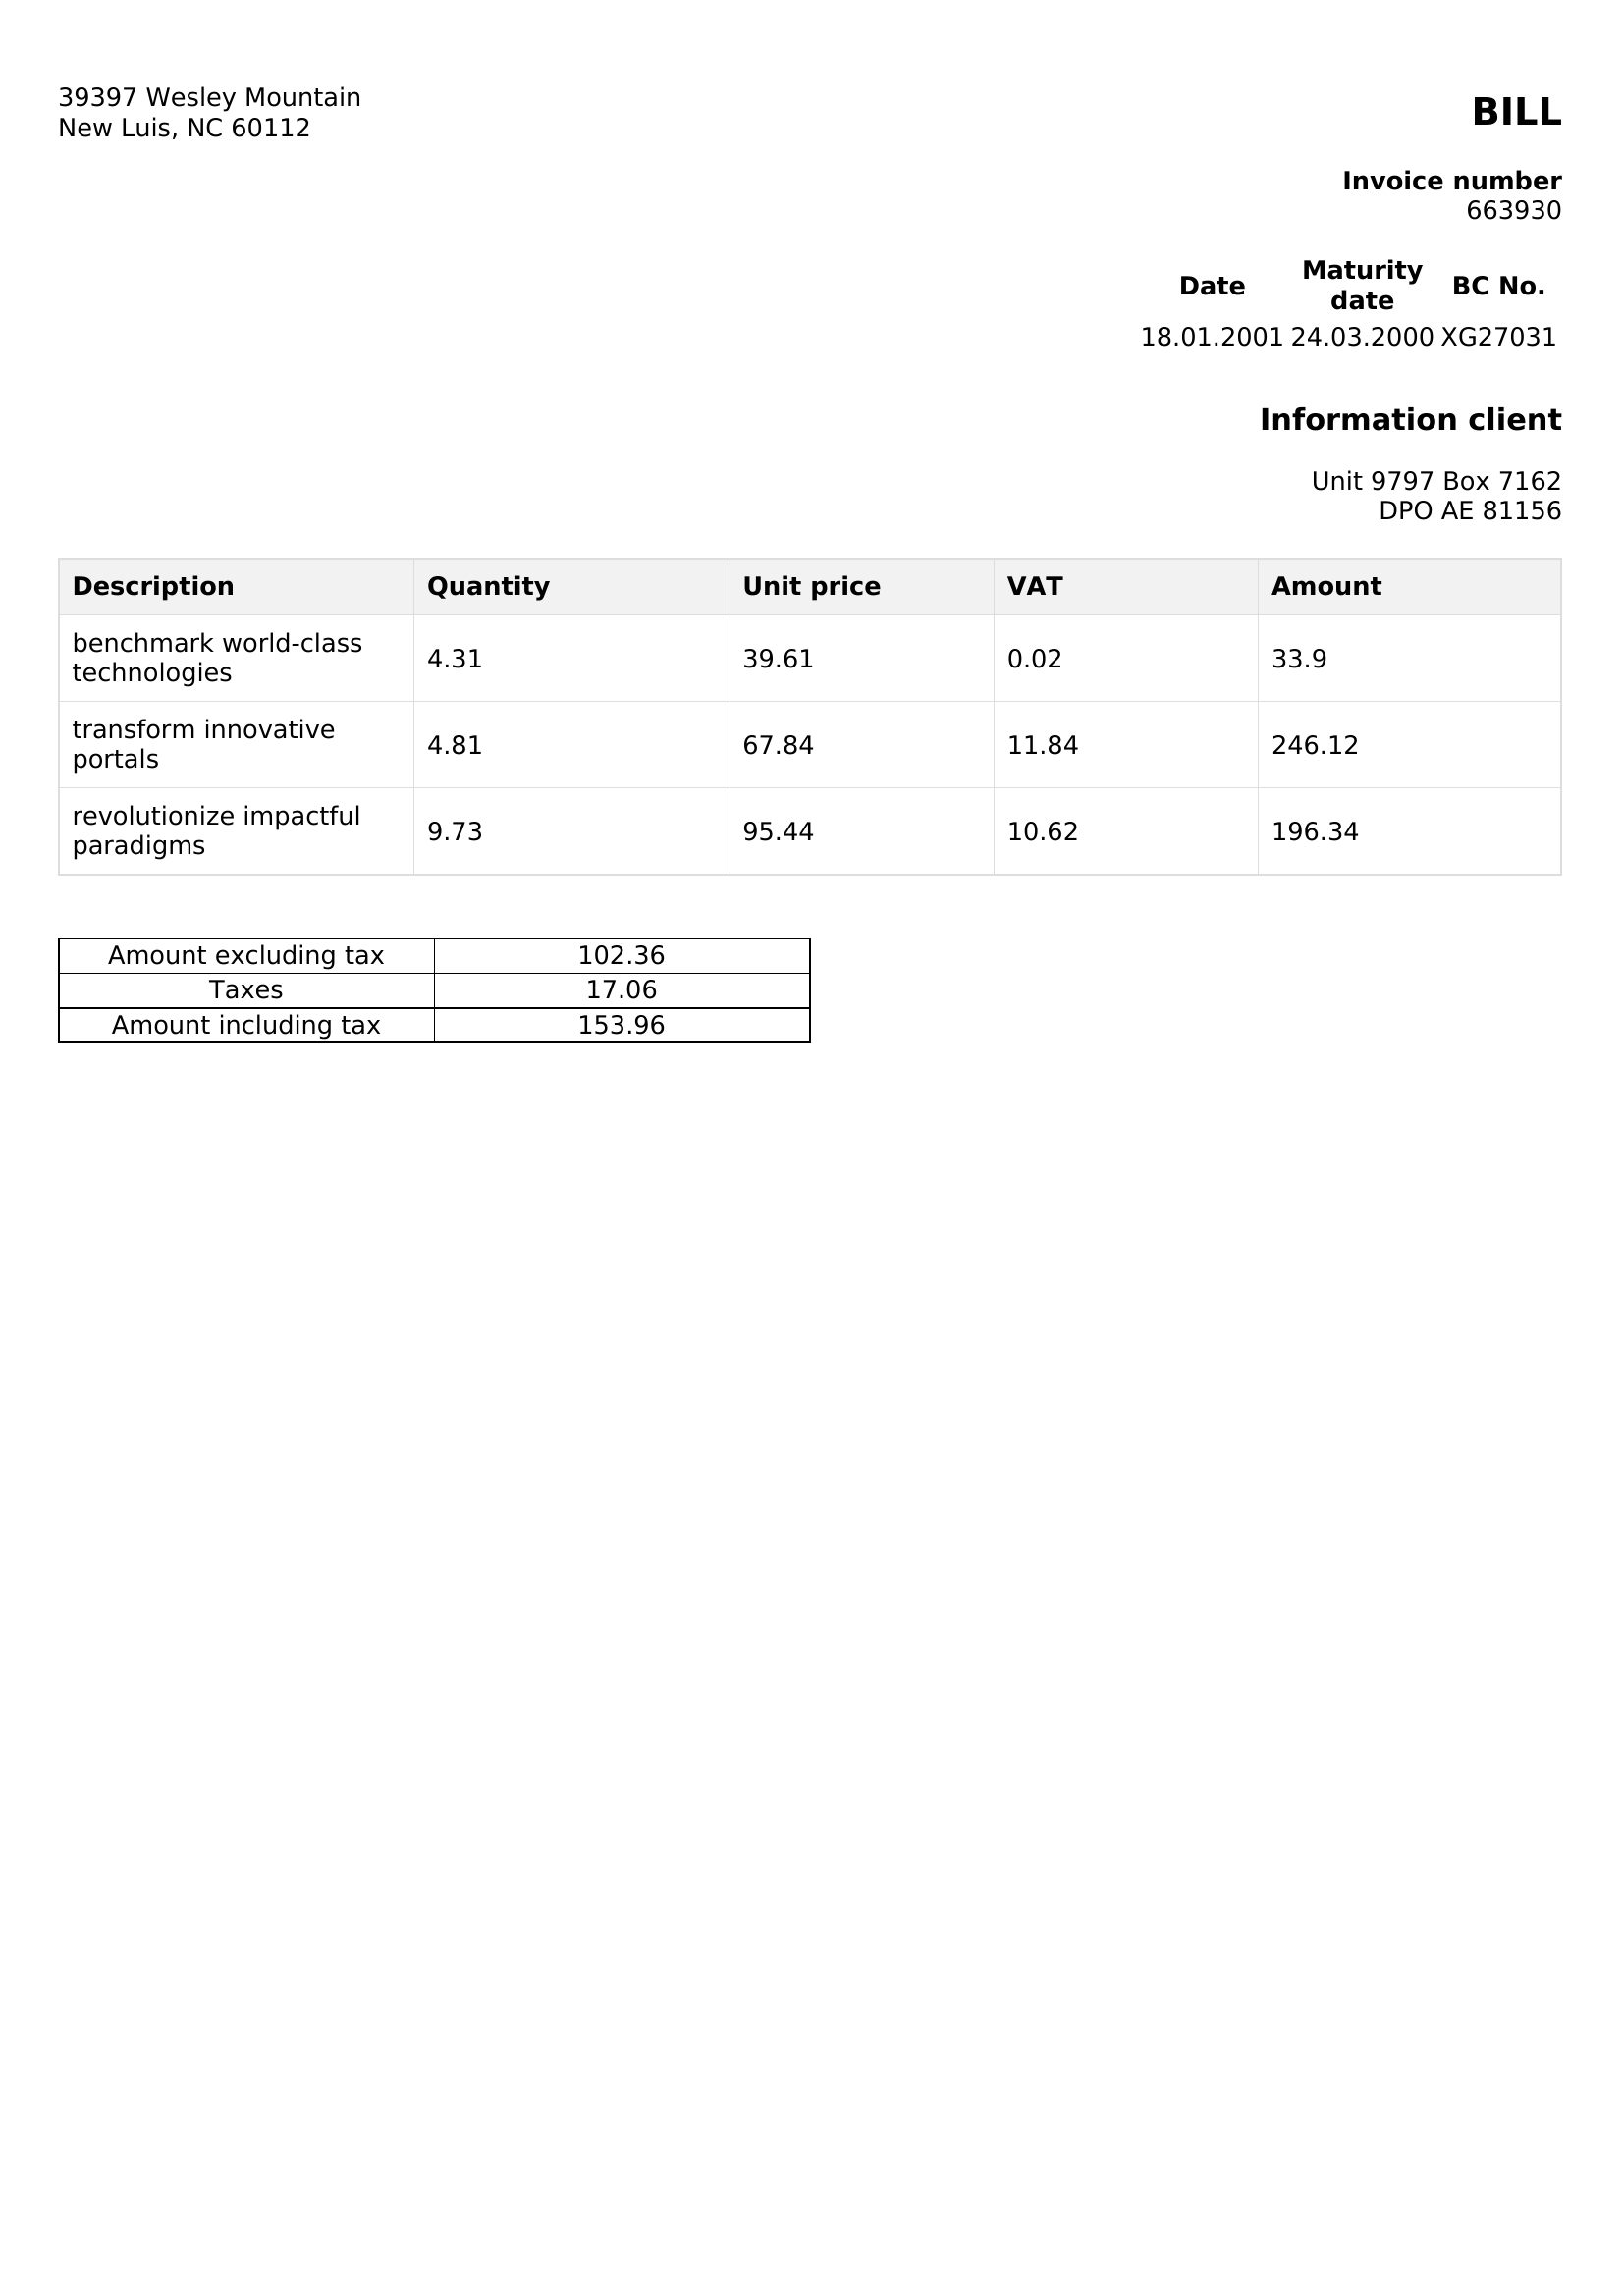 39397 Wesley Mountain
New Luis, NC 60112
BILL
Invoice number
663930
Date Maturity date BC No.
18.01.2001 24.03.2000 XG27031
Information client
Unit 9797 Box 7162
DPO AE 81156
Description Quantity Unit price VAT Amount
benchmark world-class
technologies 4.31 39.61 0.02 33.9
transform innovative
portals 4.81 67.84 11.84 246.12
revolutionize impactful
paradigms 9.73 95.44 10.62 196.34
Amount excluding tax 102.36
Taxes 17.06
Amount including tax 153.96